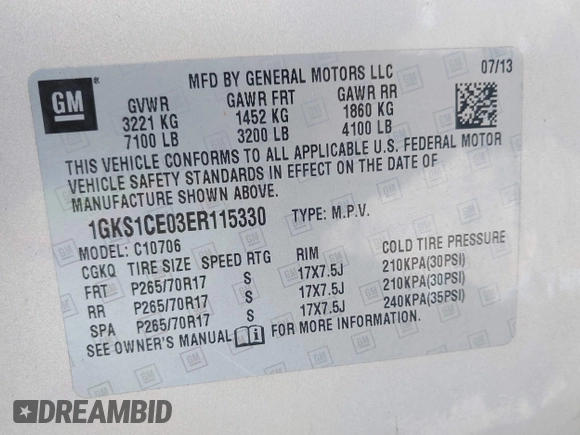 MFD BY GENERAL MOTORS LLC 07/13
GM
GVWR GAWR FRT GAWR RR
3221 KG 1452 KG 1860 KG
7100 LB 3200 LB 4100 LB
THIS VEHICLE CONFORMS TO ALL APPLICABLE U.S. FEDERAL MOTOR
VEHICLE SAFETY STANDARDS IN EFFECT ON THE DATE OF
MANUFACTURE SHOWN ABOVE.
1GKS1CE03ER115330 TYPE: M.P.V.
MODEL: C10706
CGKQ TIRE SIZE SPEED RTG RIM COLD TIRE PRESSURE
FRT P265/70R17 S 17X7.5J 210KPA(30PSI)
RR P265/70R17 S 17X7.5J 210KPA(30PSI)
SPA P265/70R17 S 17X7.5J 240KPA(35PSI)
SEE OWNER'S MANUAL FOR MORE INFORMATION.
DREAMBID